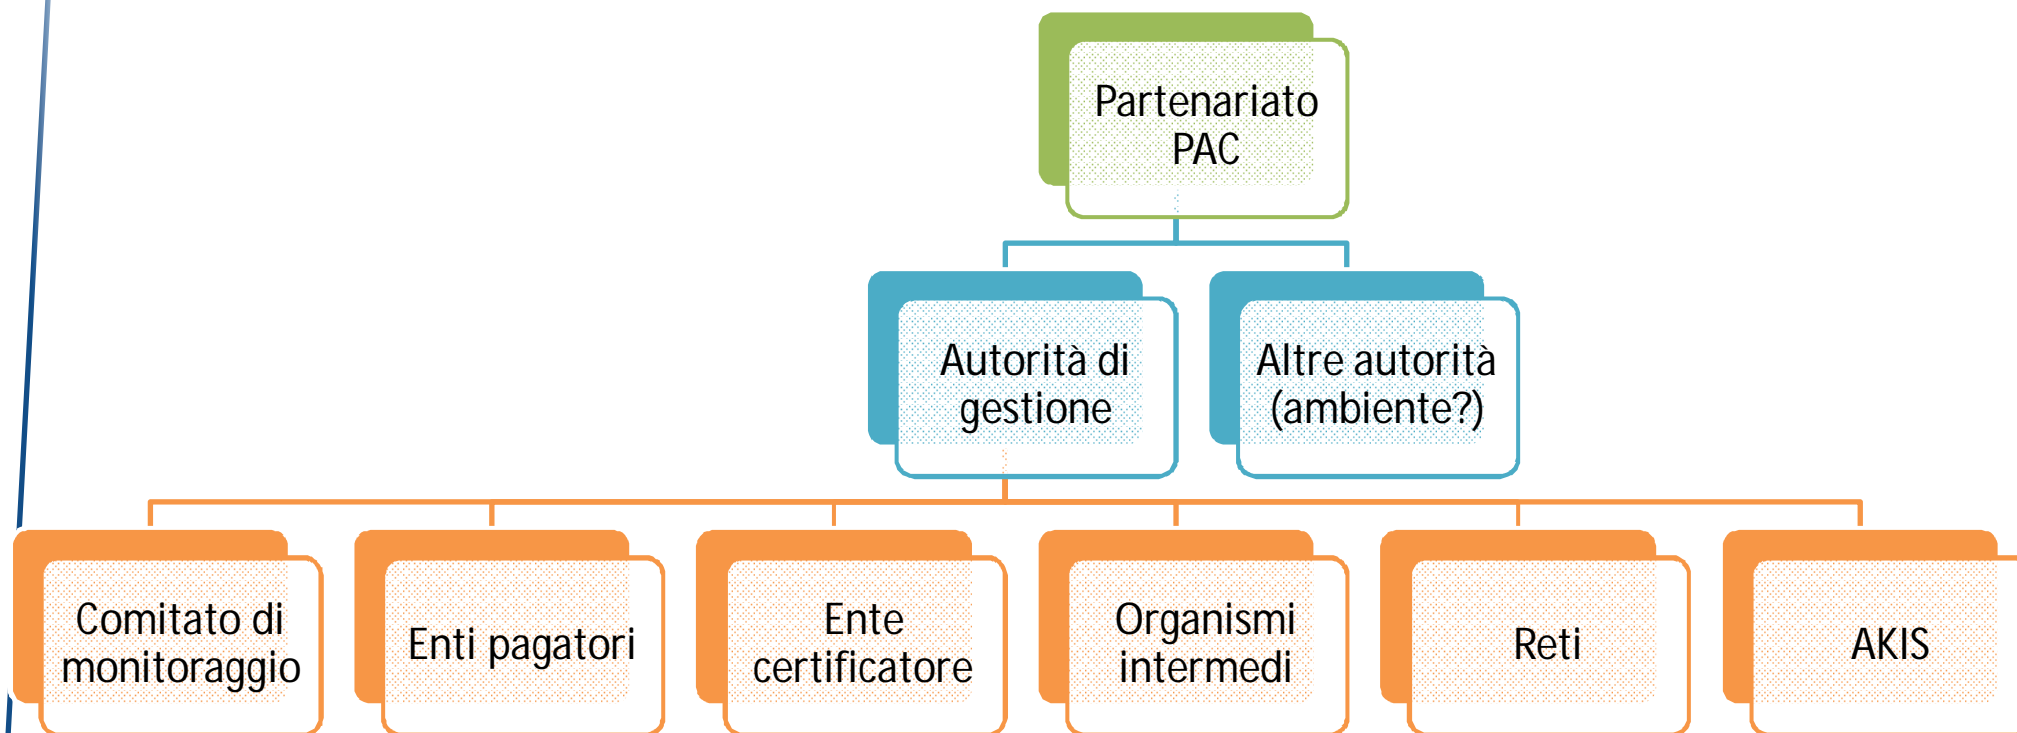 Partenariato
PAC
Autorità di
gestione
Altre autorità
(ambiente?)
Comitato di
monitoraggio
Enti pagatori
Ente
certificatore
Organismi
intermedi
Reti
AKIS